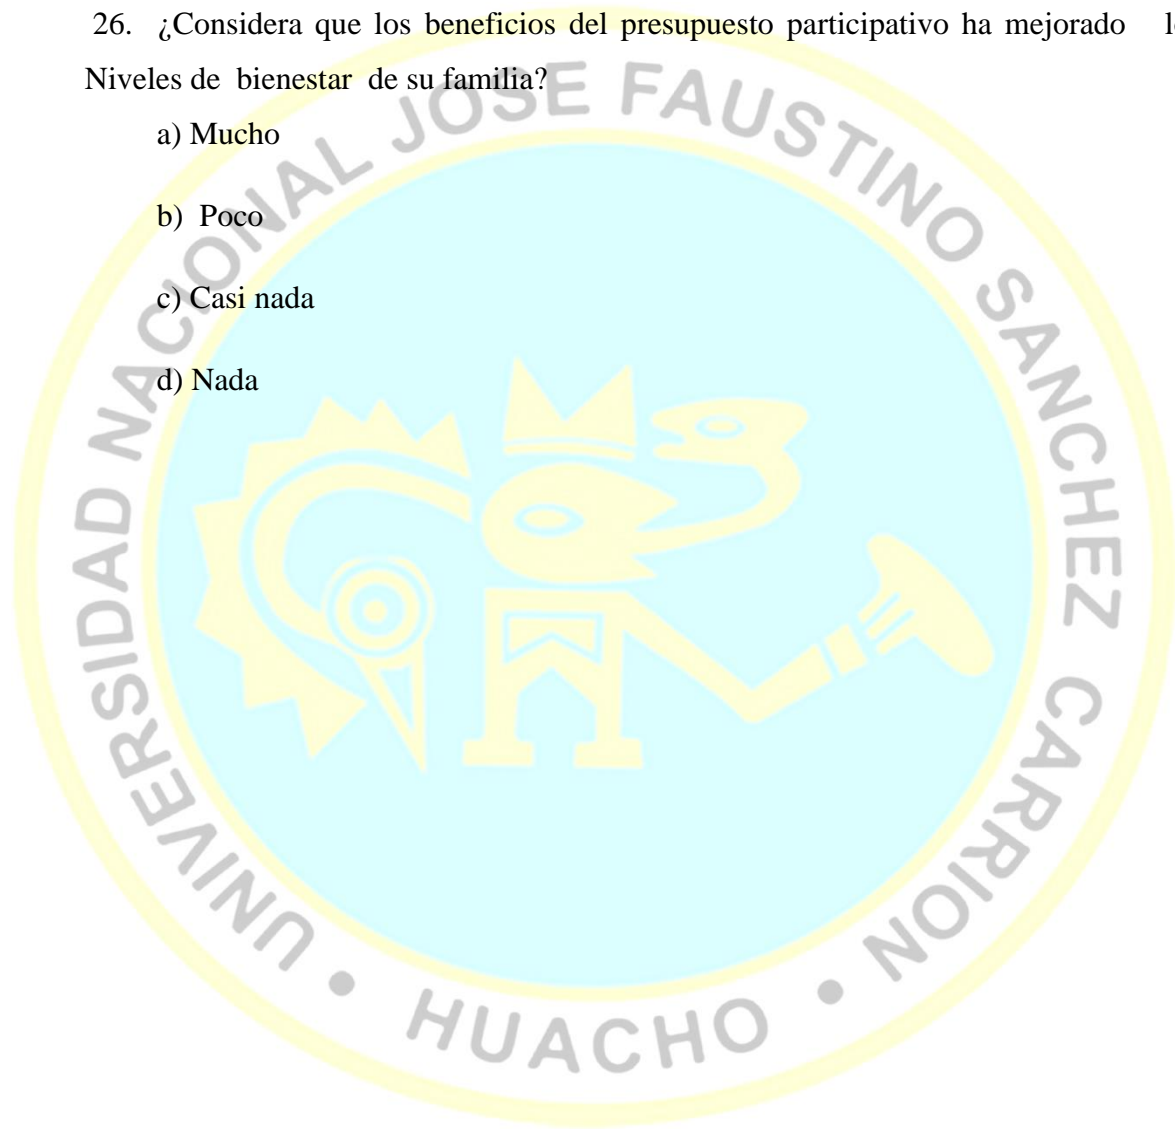 26. ¿Considera que los beneficios del presupuesto participativo ha mejorado
Niveles de bienestar de su familia?
a) Mucho
b) Poco
c) Casi nada
d) Nada
UNIVERSIDAD NACIONAL JOSE FAUSTINO SANCHEZ CARRION • HUACHO •